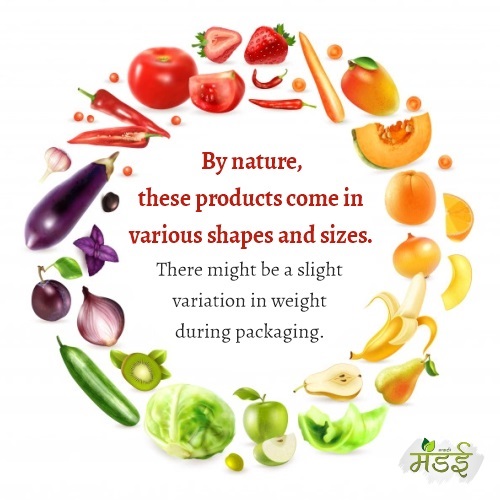 By nature,
these products come in
various shapes and sizes.
There might be a slight
variation in weight
during packaging.
मंडई